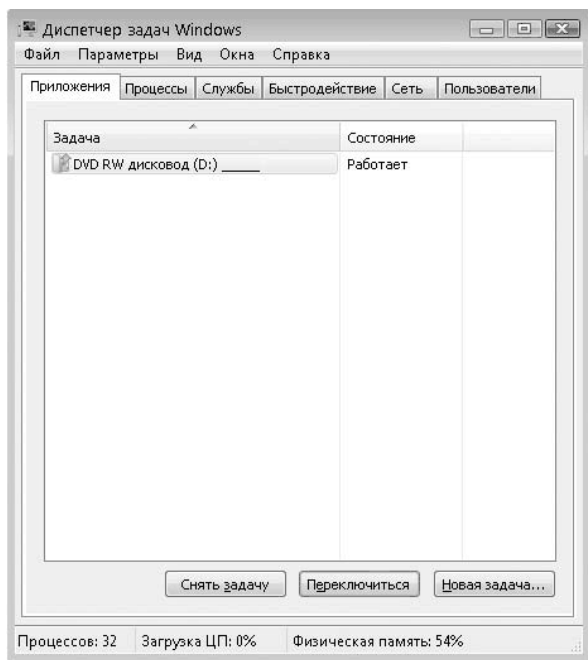 Диспетчер задач Windows
Файл Параметры Вид Окна Справка
Приложения Процессы Службы Быстродействие Сеть Пользователи
Задача Состояние
DVD RW дисковод (D:) _____ Работает
Снять задачу Переключиться Новая задача...
Процессов: 32 Загрузка ЦП: 0% Физическая память: 54%